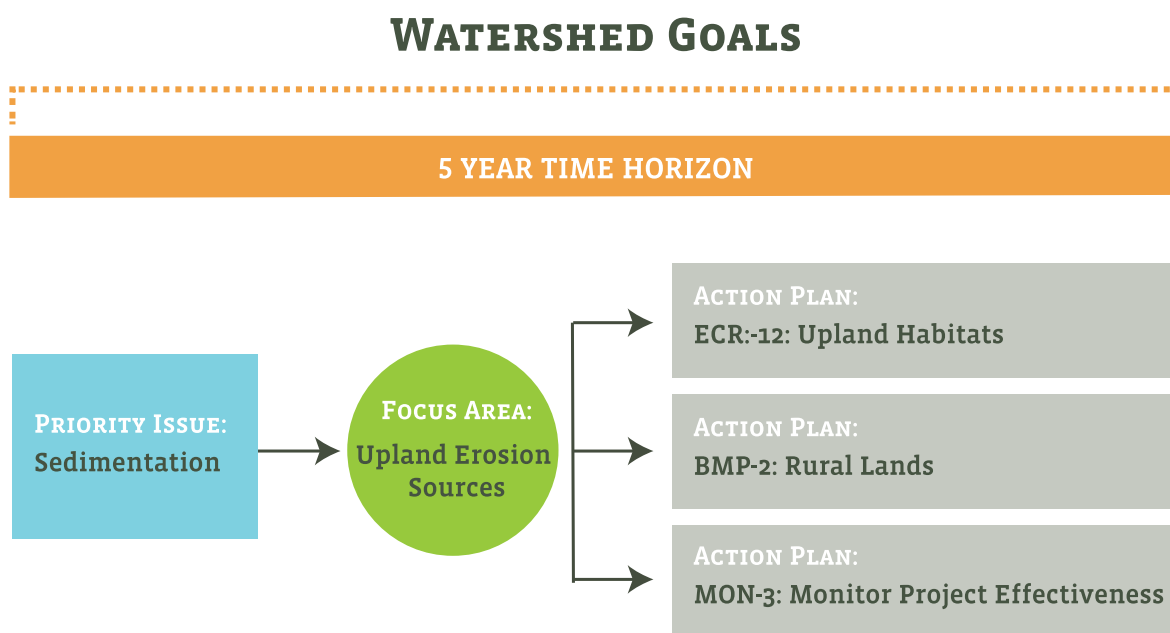 Watershed Goals
5 YEAR TIME HORIZON
Priority Issue:
Sedimentation
Focus Area:
Upland Erosion
Sources
Action Plan:
ECR:-12: Upland Habitats
Action Plan:
BMP-2: Rural Lands
Action Plan:
MON-3: Monitor Project Effectiveness